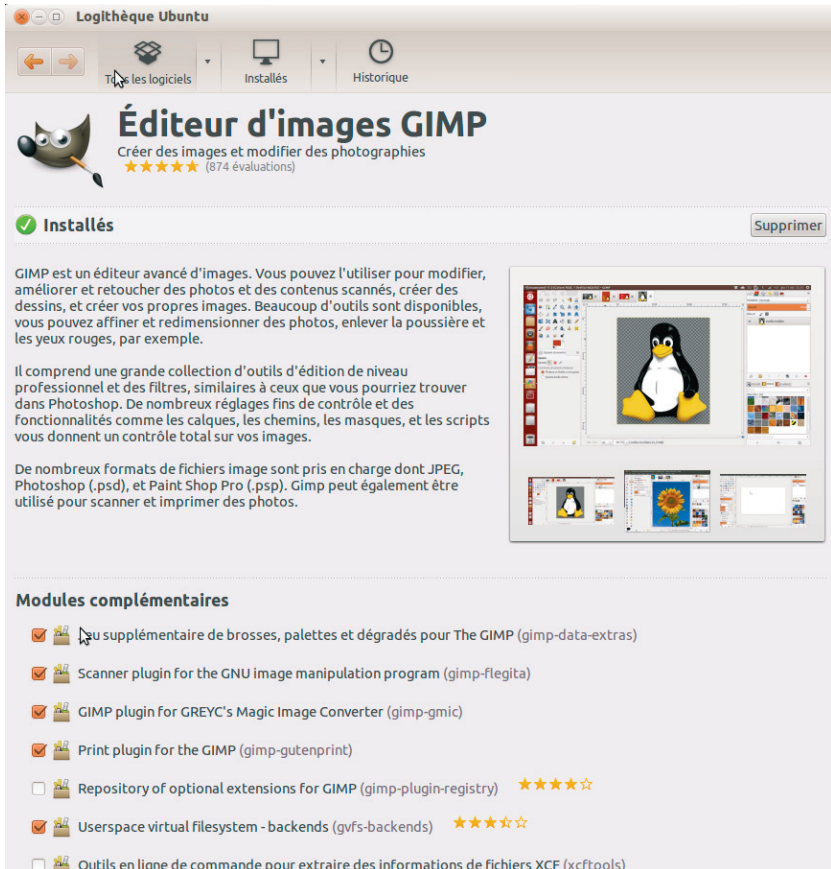 Logithèque Ubuntu
Tous les logiciels
Installés
Historique
Éditeur d'images GIMP
Créer des images et modifier des photographies
(874 évaluations)
Installés
Supprimer
GIMP est un éditeur avancé d'images. Vous pouvez l'utiliser pour modifier,
améliorer et retoucher des photos et des contenus scannés, créer des
dessins, et créer vos propres images. Beaucoup d'outils sont disponibles,
vous pouvez affiner et redimensionner des photos, enlever la poussière et
les yeux rouges, par exemple.
Il comprend une grande collection d'outils d'édition de niveau
professionnel et des filtres, similaires à ceux que vous pourriez trouver
dans Photoshop. De nombreux réglages fins de contrôle et des
fonctionnalités comme les calques, les chemins, les masques, et les scripts
vous donnent un contrôle total sur vos images.
De nombreux formats de fichiers image sont pris en charge dont JPEG,
Photoshop (.psd), et Paint Shop Pro (.psp). Gimp peut également être
utilisé pour scanner et imprimer des photos.
Modules complémentaires
Jeu supplémentaire de brosses, palettes et dégradés pour The GIMP (gimp-data-extras)
Scanner plugin for the GNU image manipulation program (gimp-flegita)
GIMP plugin for GREYC's Magic Image Converter (gimp-gmic)
Print plugin for the GIMP (gimp-gutenprint)
Repository of optional extensions for GIMP (gimp-plugin-registry)
Userspace virtual filesystem - backends (gvfs-backends)
Outils en ligne de commande pour extraire des informations de fichiers XCF (xcftools)